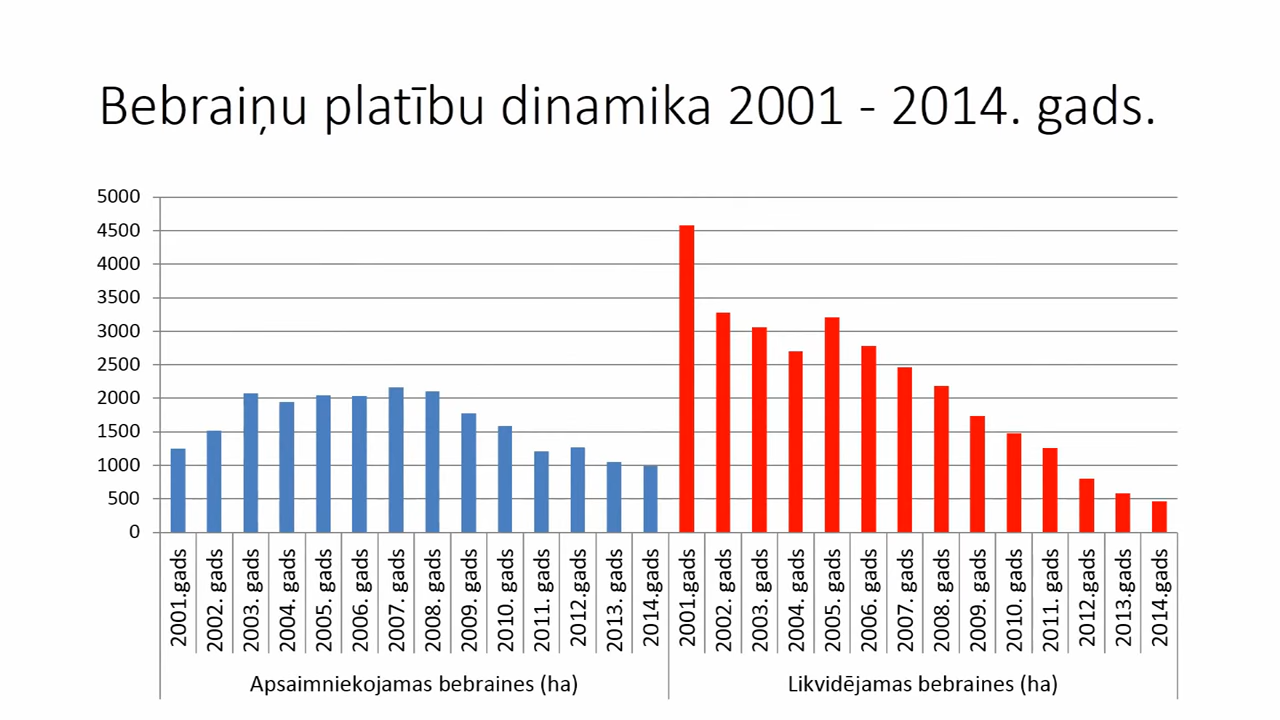 Bebraiņu platību dinamika 2001 - 2014. gads.
5000
4500
4000
3500
3000
2500
2000
1500
1000
500
0
2001.gads
2002. gads
2003. gads
2004. gads
2005. gads
2006. gads
2007. gads
2008. gads
2009. gads
2010. gads
2011. gads
2012.gads
2013. gads
2014.gads
2001.gads
2002. gads
2003. gads
2004. gads
2005. gads
2006. gads
2007. gads
2008. gads
2009. gads
2010. gads
2011. gads
2012.gads
2013.gads
2014.gads
Apsaimniekojamas bebraines (ha)
Likvidējamas bebraines (ha)